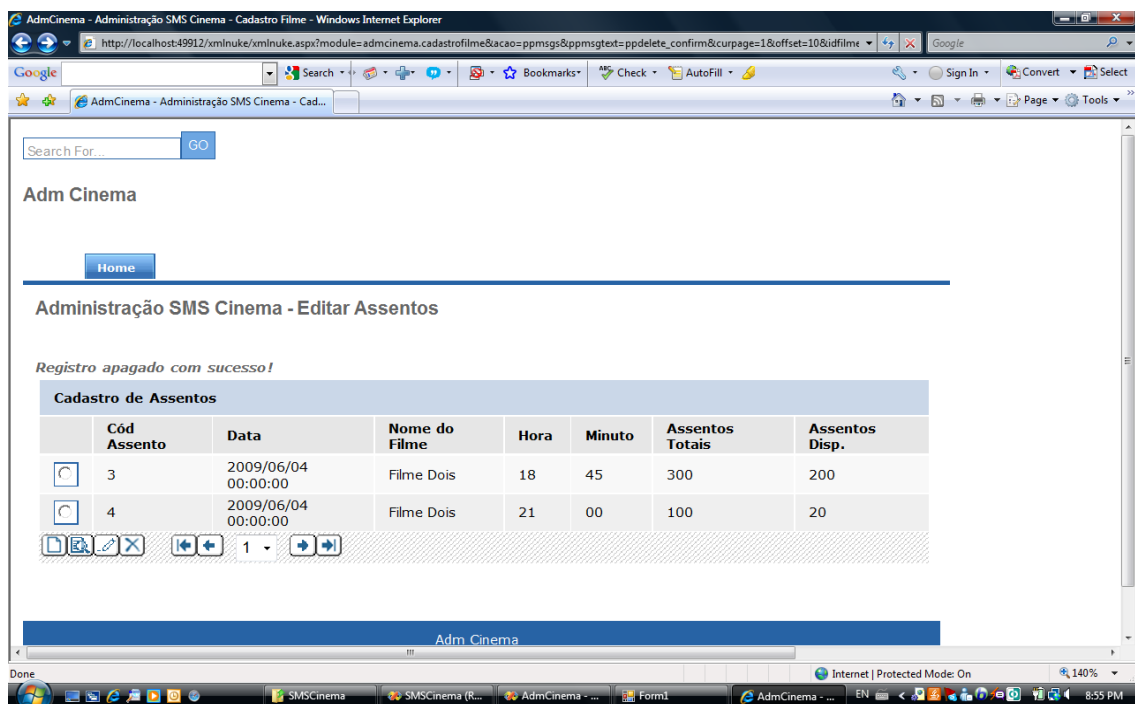 AdmCinema - Administração SMS Cinema - Cadastro Filme - Windows Internet Explorer
http://localhost:49912/xmlnuke/xmlnuke.aspx?module=admcinema.cadastrofilme&acao=ppmsgs&ppmsgtext=ppdelete_confirm&curpage=1&offset=10&idfilme
Google
Google Search Bookmarks Check AutoFill Sign In Convert Select
AdmCinema - Administração SMS Cinema - Cad... Page Tools
Search For... GO
Adm Cinema
Home
Administração SMS Cinema - Editar Assentos
Registro apagado com sucesso!
Cadastro de Assentos
Cód Assento Data Nome do Filme Hora Minuto Assentos Totais Assentos Disp.
3 2009/06/04 00:00:00 Filme Dois 18 45 300 200
4 2009/06/04 00:00:00 Filme Dois 21 00 100 20
1
Adm Cinema
Done Internet | Protected Mode: On 140%
SMSCinema SMSCinema (R... AdmCinema - ... Form1 AdmCinema - ... EN 8:55 PM